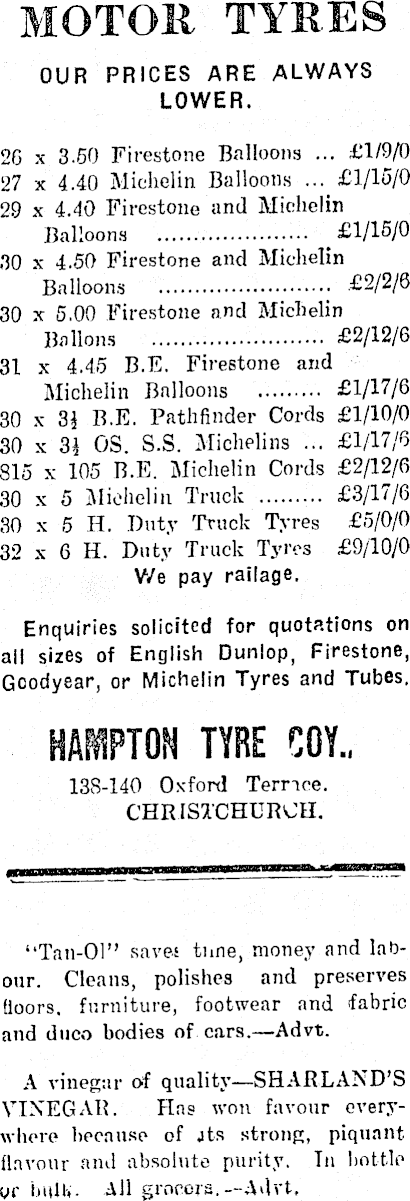 MOTOR TYRES
OUR PRICES ARE ALWAYS
LOWER.
26 x 3.50 Firestone Balloons ... £1/9/0
27 x 4.40 Michelin Balloons ... £1/15/0
29 x 4.40 Firestone and Michelin
Balloons .................... £1/15/0
30 x 4.50 Firestone and Michelin
Balloons ....................... £2/2/6
30 x 5.00 Firestone and Michelin
Ballons ....................... £2/12/6
31 x 4.45 B.E. Firestone and
Michelin Balloons ......... £1/17/6
30 x 3½ B.E. Pathfinder Cords £1/10/0
30 x 3½ OS. S.S. Michelins ... £1/17/6
815 x 105 B.E. Michelin Cords £2/12/6
30 x 5 Michelin Truck ......... £3/17/6
30 x 5 H. Duty Truck Tyres £5/0/0
32 x 6 H. Duty Truck Tyres £9/10/0
We pay railage.
Enquiries solicited for quotations on
all sizes of English Dunlop, Firestone,
Goodyear, or Michelin Tyres and Tubes.
HAMPTON TYRE COY.,
138-140 Oxford Terrace.
CHRISTCHURCH.
"Tan-Ol" saves time, money and lab-
our. Cleans, polishes and preserves
floors, furniture, footwear and fabric
and duco bodies of cars.—Advt.
A vinegar of quality—SHARLAND'S
VINEGAR. Has won favour every-
where because of its strong, piquant
flavour and absolute purity. In bottle
or bulk. All grocers.--Advt.